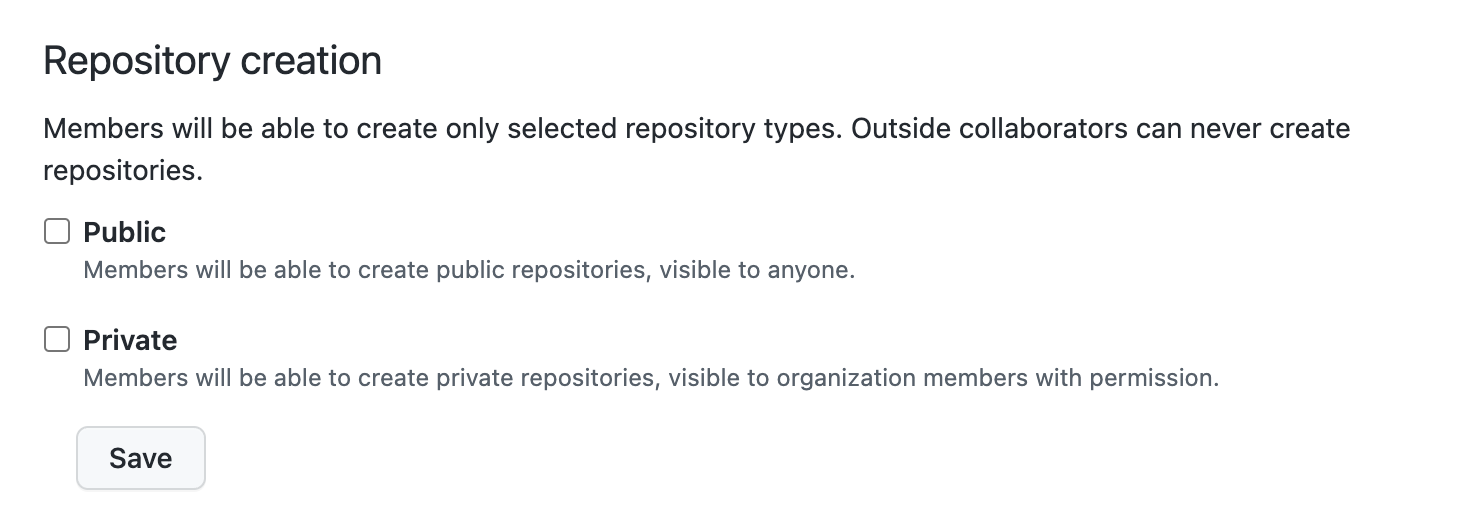 Repository creation
Members will be able to create only selected repository types. Outside collaborators can never create
repositories.
Public
Members will be able to create public repositories, visible to anyone.
Private
Members will be able to create private repositories, visible to organization members with permission.
Save